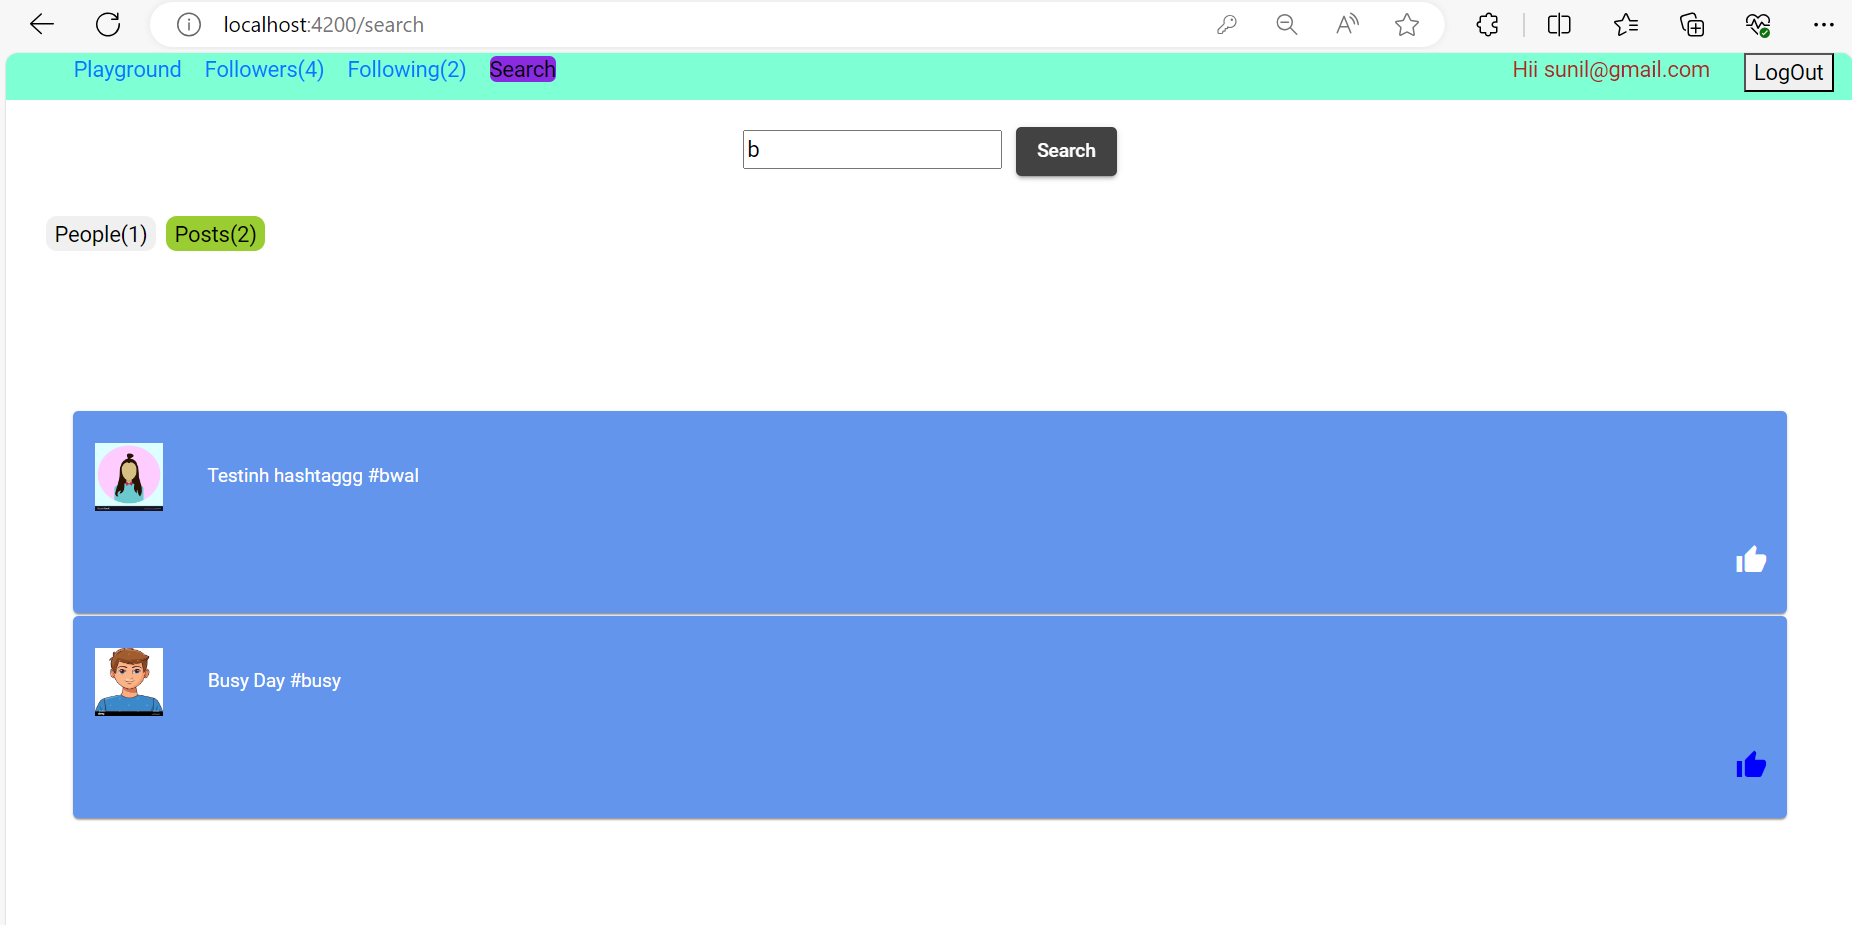 localhost:4200/search
Playground Followers(4) Following(2) Search Hii sunil@gmail.com LogOut
b Search
People(1) Posts(2)
Testinh hashtaggg #bwal
Busy Day #busy